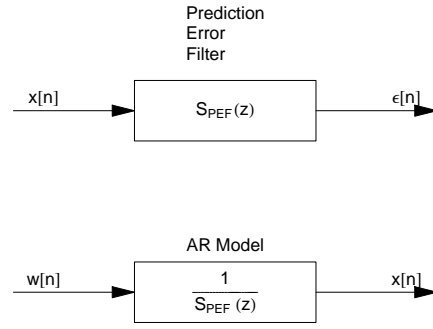 Prediction
Error
Filter
x[n]
S_PEF(z)
ϵ[n]
AR Model
w[n]
1
S_PEF (z)
x[n]